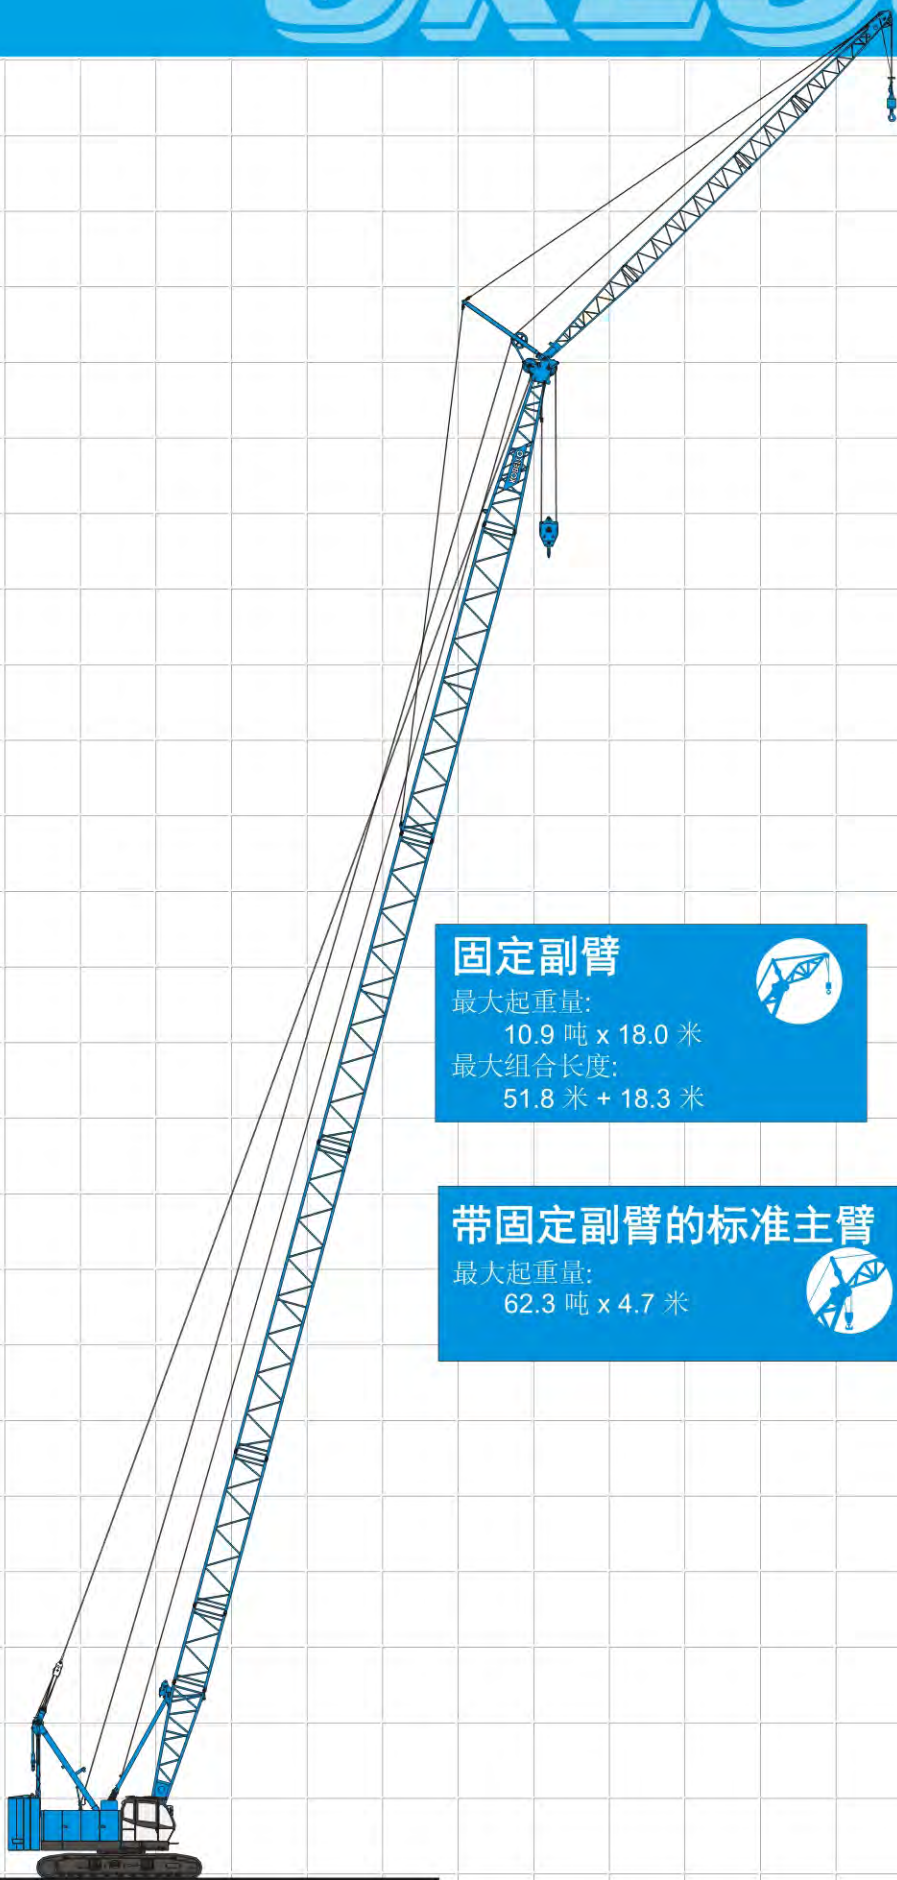 固定副臂
最大起重量:
10.9 吨 x 18.0 米
最大组合长度:
51.8 米 + 18.3 米
带固定副臂的标准主臂
最大起重量:
62.3 吨 x 4.7 米